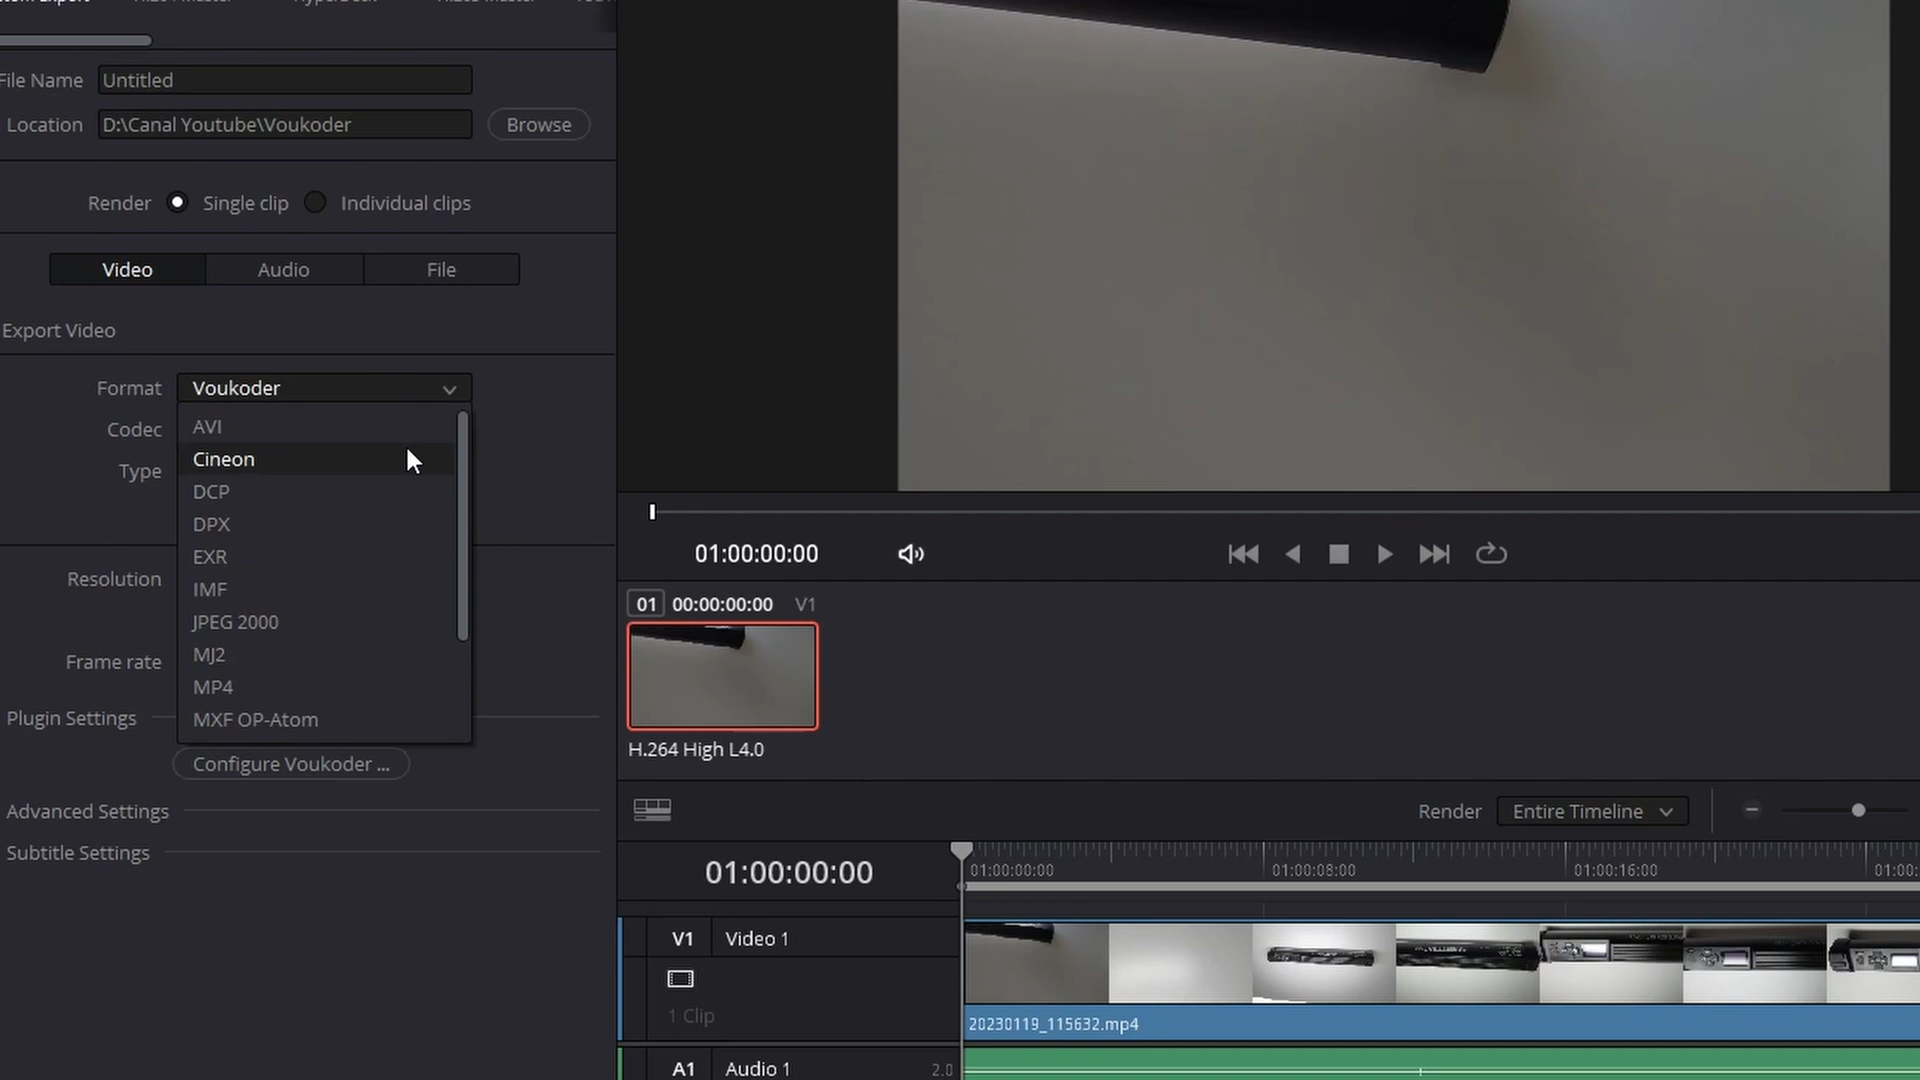 File Name Untitled
Location D:\Canal Youtube\Voukoder Browse
Render Single clip Individual clips
Video Audio File
Export Video
Format Voukoder
Codec
Type
AVI
Cineon
DCP
DPX
EXR
IMF
JPEG 2000
MJ2
MP4
MXF OP-Atom
Resolution
Frame rate
Plugin Settings
Configure Voukoder ...
Advanced Settings
Subtitle Settings
01:00:00:00
01 00:00:00:00 V1
H.264 High L4.0
Render Entire Timeline
01:00:00:00
01:00:00:00 01:00:08:00 01:00:16:00 01:00:
V1 Video 1
1 Clip
20230119_115632.mp4
A1 Audio 1 2.0